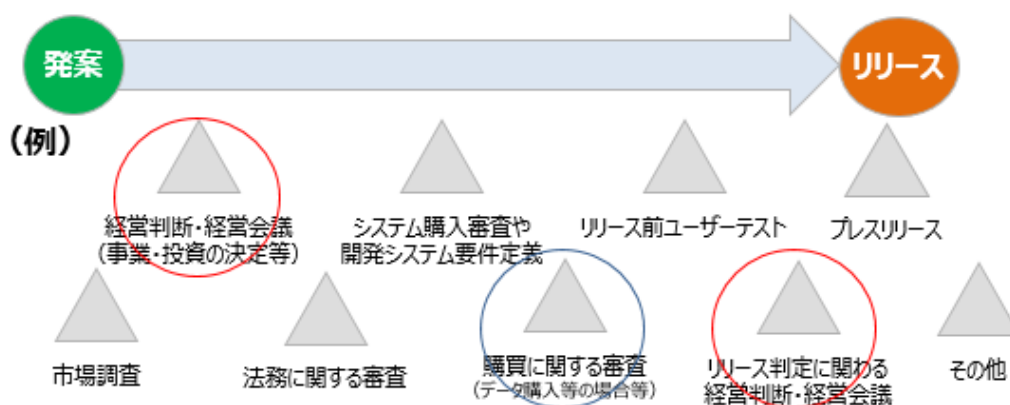 発案
リリース
（例）
経営判断・経営会議
（事業・投資の決定等）
システム購入審査や
開発システム要件定義
リリース前ユーザーテスト
プレスリリース
市場調査
法務に関する審査
購買に関する審査
（データ購入等の場合等）
リリース判定に関わる
経営判断・経営会議
その他